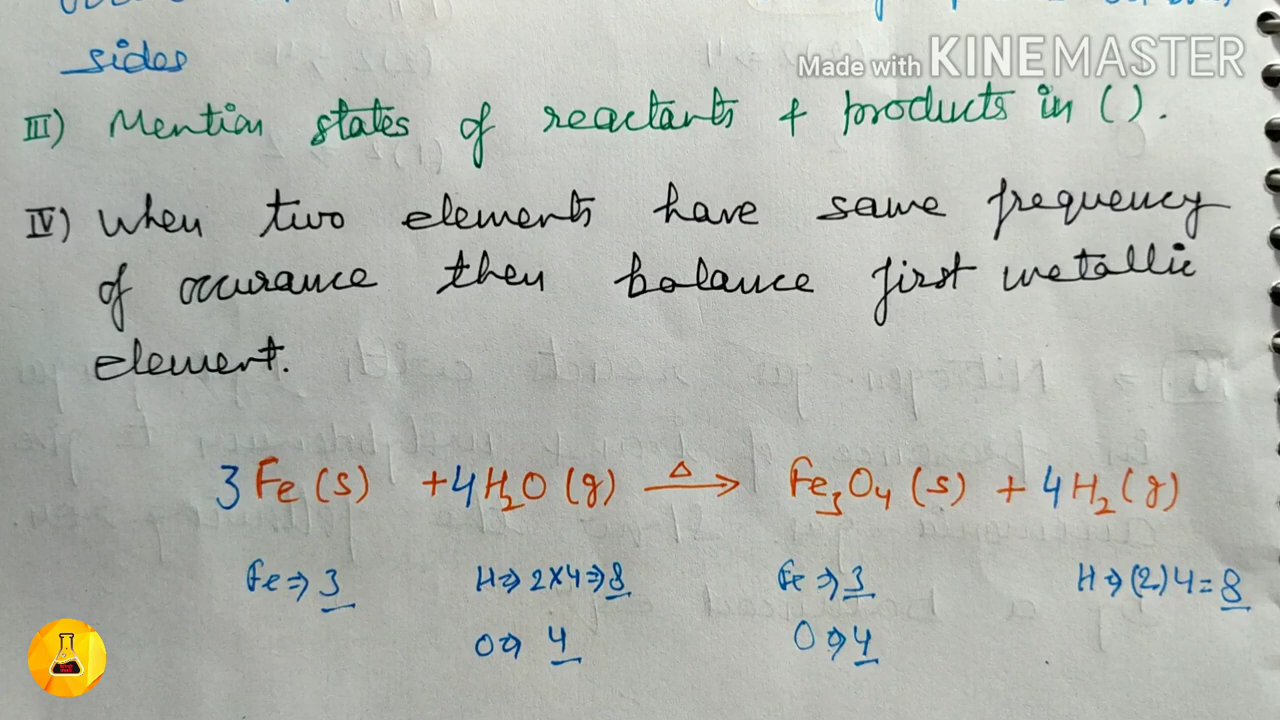 sides
Made with KINEMASTER
III) Mention states of reactants + products in ( ).
IV) When two elements have same frequency
of occurance then balance first metallic
element.
3Fe(s) + 4H₂O(g) —Δ→ Fe₃O₄(s) + 4H₂(g)
Fe⇒3 H⇒2×4⇒8 Fe⇒3 H⇒(2)4=8
O⇒ 4 O⇒4